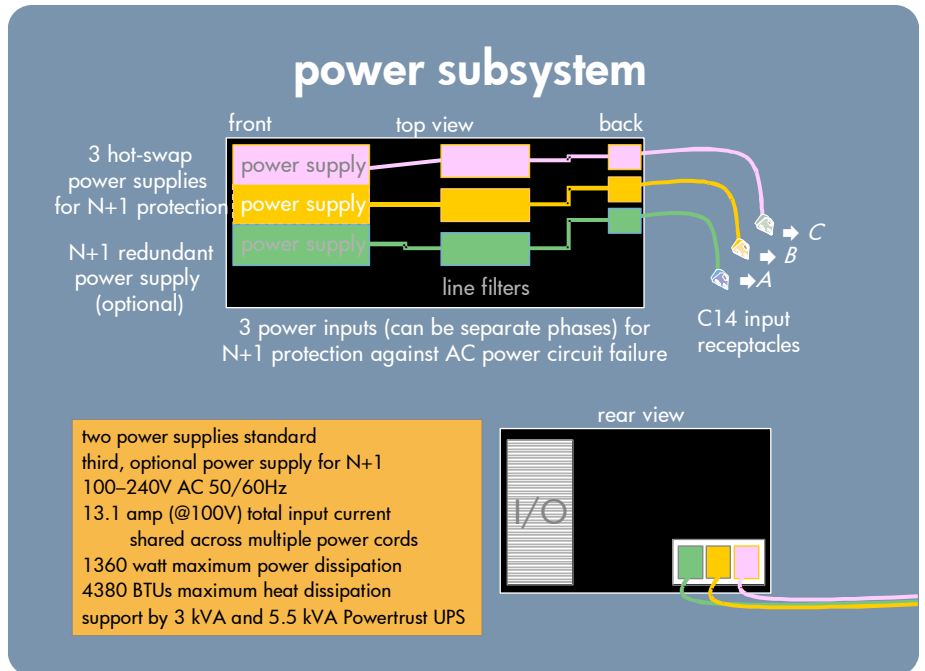 power subsystem
front
top view
back
3 hot-swap
power supplies
for N+1 protection
N+1 redundant
power supply
(optional)
power supply
power supply
power supply
line filters
C
B
A
C14 input
receptacles
3 power inputs (can be separate phases) for
N+1 protection against AC power circuit failure
rear view
I/O
two power supplies standard
third, optional power supply for N+1
100–240V AC 50/60Hz
13.1 amp (@100V) total input current
shared across multiple power cords
1360 watt maximum power dissipation
4380 BTUs maximum heat dissipation
support by 3 kVA and 5.5 kVA Powertrust UPS